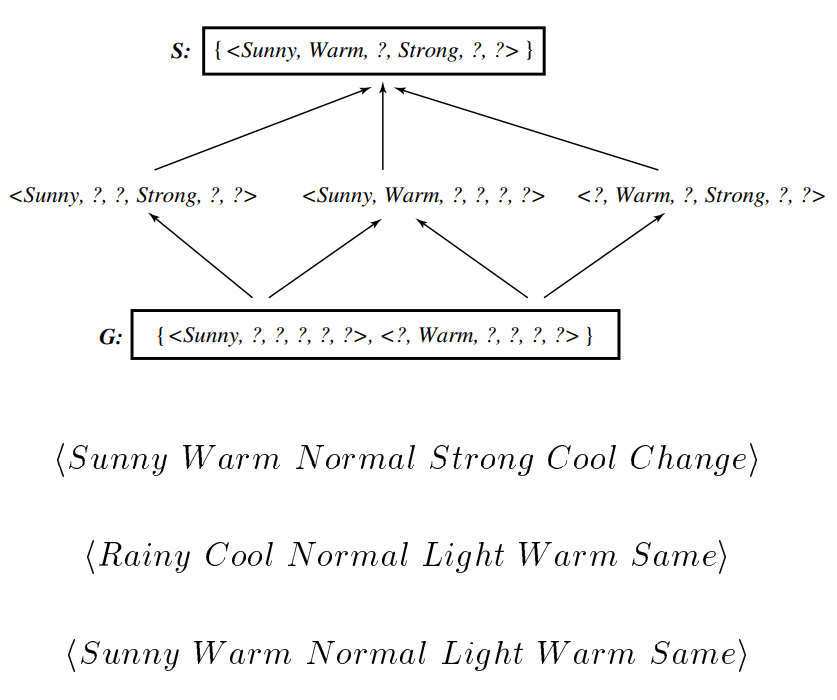 S: { <Sunny, Warm, ?, Strong, ?, ?> }
<Sunny, ?, ?, Strong, ?, ?> <Sunny, Warm, ?, ?, ?, ?> <?, Warm, ?, Strong, ?, ?>
G: { <Sunny, ?, ?, ?, ?, ?>, <?, Warm, ?, ?, ?, ?> }
⟨Sunny Warm Normal Strong Cool Change⟩
⟨Rainy Cool Normal Light Warm Same⟩
⟨Sunny Warm Normal Light Warm Same⟩